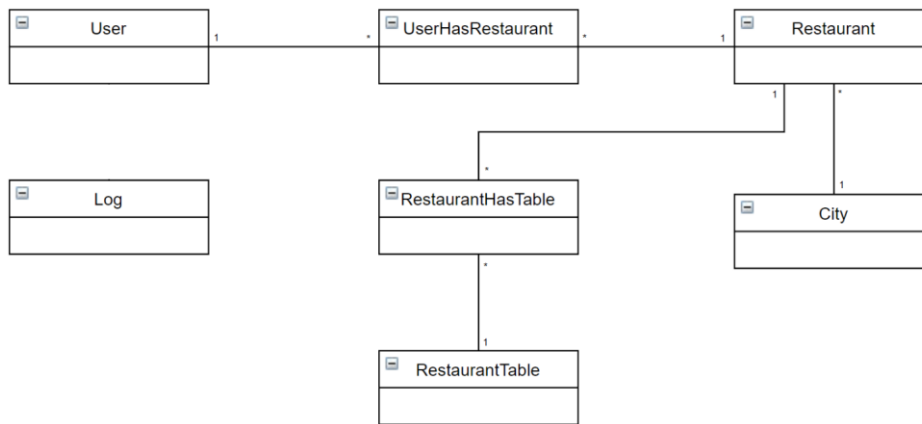 User
1
*
UserHasRestaurant
*
1
Restaurant
1
*
*
1
Log
RestaurantHasTable
City
*
1
RestaurantTable